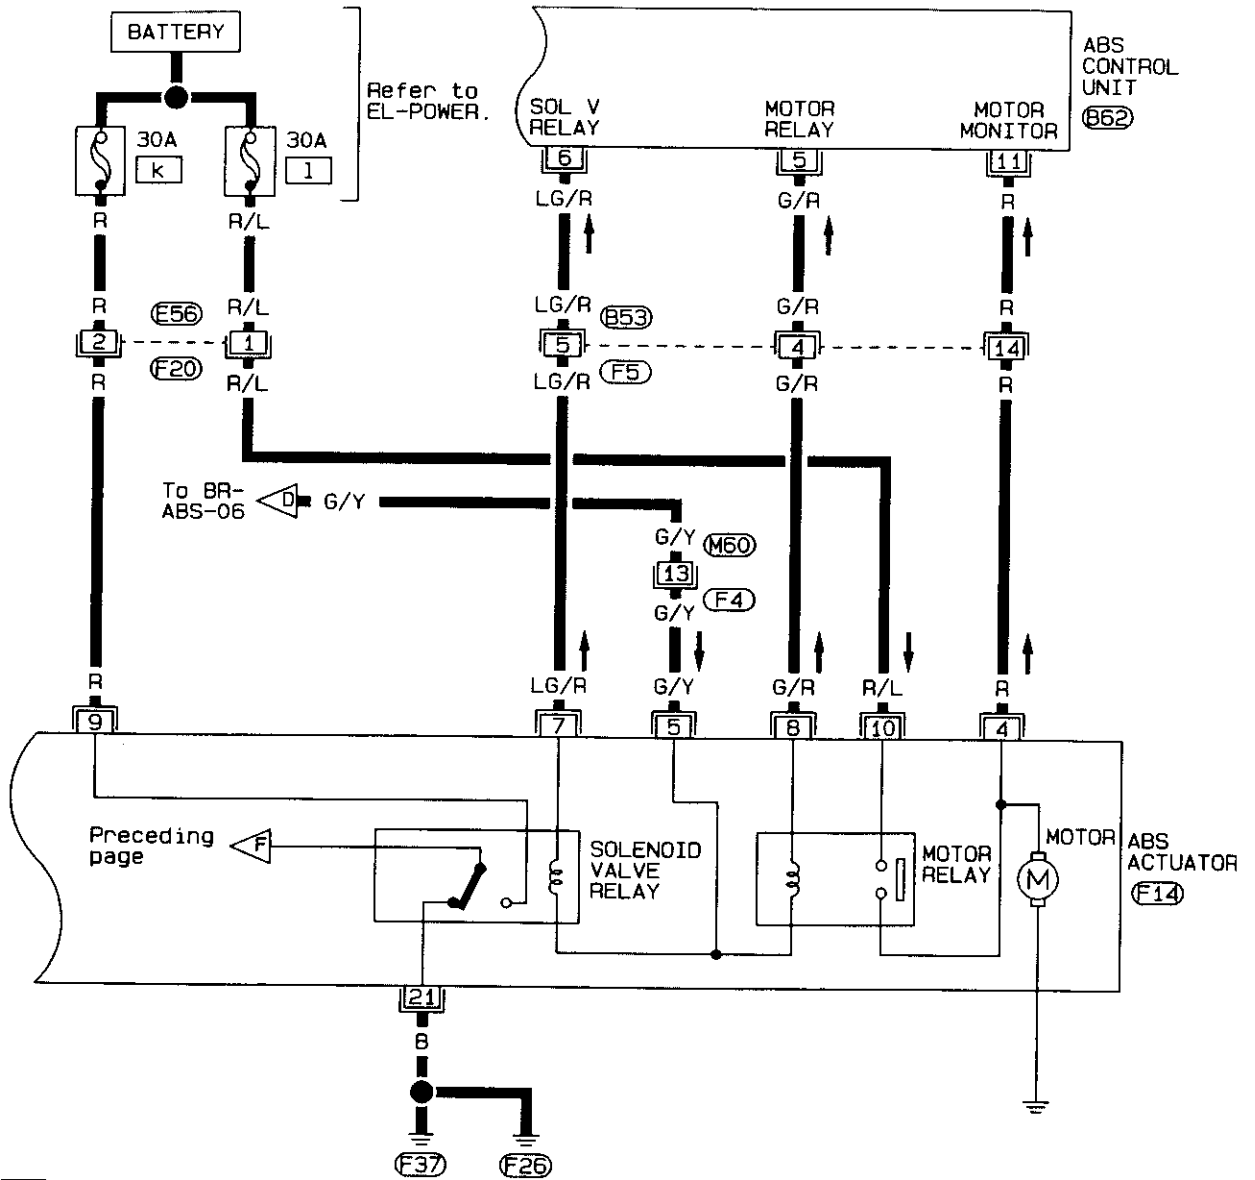 BATTERY
Refer to
EL-POWER.
30A
k
30A
l
SOL V
RELAY
MOTOR
RELAY
MOTOR
MONITOR
ABS
CONTROL
UNIT
B62
6
5
11
R
R/L
LG/R
G/R
R
R
E56
R/L
LG/R
B53
G/R
R
2
1
5
4
14
R
F20
R/L
LG/R
F5
G/R
R
To BR-
ABS-06
D
G/Y
G/Y
M60
13
G/Y
F4
R
LG/R
G/Y
G/R
R/L
R
9
7
5
8
10
4
Preceding
page
F
SOLENOID
VALVE
RELAY
MOTOR
RELAY
MOTOR
M
ABS
ACTUATOR
F14
21
B
F37
F26